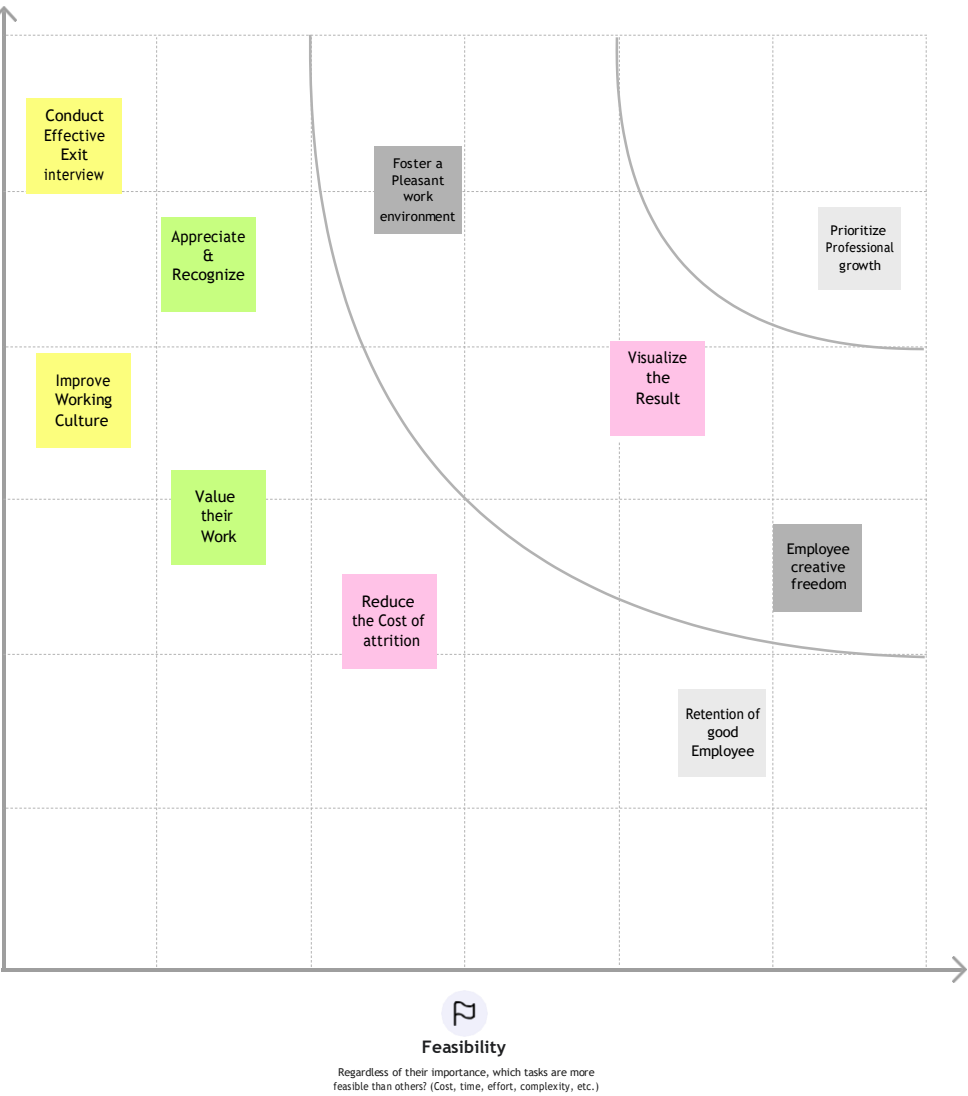 Conduct
Effective
Exit
interview
Foster a
Pleasant
work
environment
Appreciate
&
Recognize
Prioritize
Professional
growth
Improve
Working
Culture
Visualize
the
Result
Value
their
Work
Employee
creative
freedom
Reduce
the Cost of
attrition
Retention of
good
Employee
Feasibility
Regardless of their importance, which tasks are more
feasible than others? (Cost, time, effort, complexity, etc.)